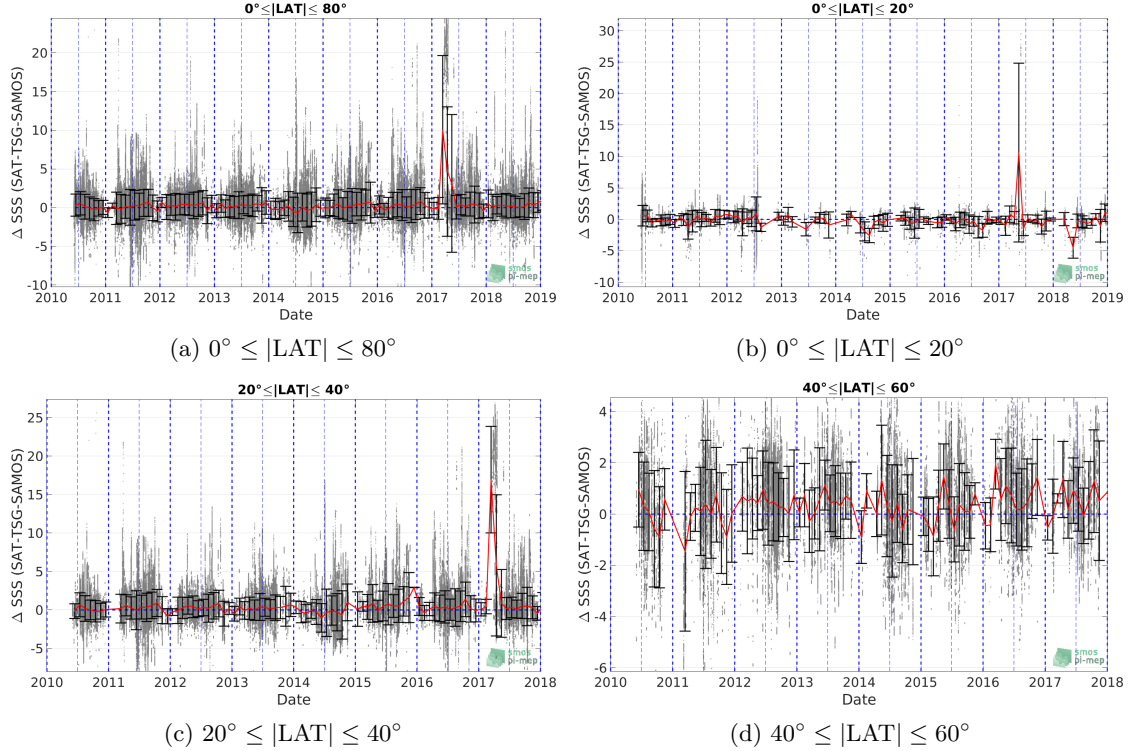 0°≤|LAT|≤ 80°
Δ SSS (SAT-TSG-SAMOS)
20
15
10
5
0
-5
-10
2010 2011 2012 2013 2014 2015 2016 2017 2018 2019
Date
smos
pi-mep
(a) 0° ≤ |LAT| ≤ 80°
0°≤|LAT|≤ 20°
Δ SSS (SAT-TSG-SAMOS)
30
25
20
15
10
5
0
-5
-10
2010 2011 2012 2013 2014 2015 2016 2017 2018 2019
Date
smos
pi-mep
(b) 0° ≤ |LAT| ≤ 20°
20°≤|LAT|≤ 40°
Δ SSS (SAT-TSG-SAMOS)
25
20
15
10
5
0
-5
2010 2011 2012 2013 2014 2015 2016 2017 2018
Date
smos
pi-mep
(c) 20° ≤ |LAT| ≤ 40°
40°≤|LAT|≤ 60°
Δ SSS (SAT-TSG-SAMOS)
4
2
0
-2
-4
-6
2010 2011 2012 2013 2014 2015 2016 2017 2018
Date
smos
pi-mep
(d) 40° ≤ |LAT| ≤ 60°